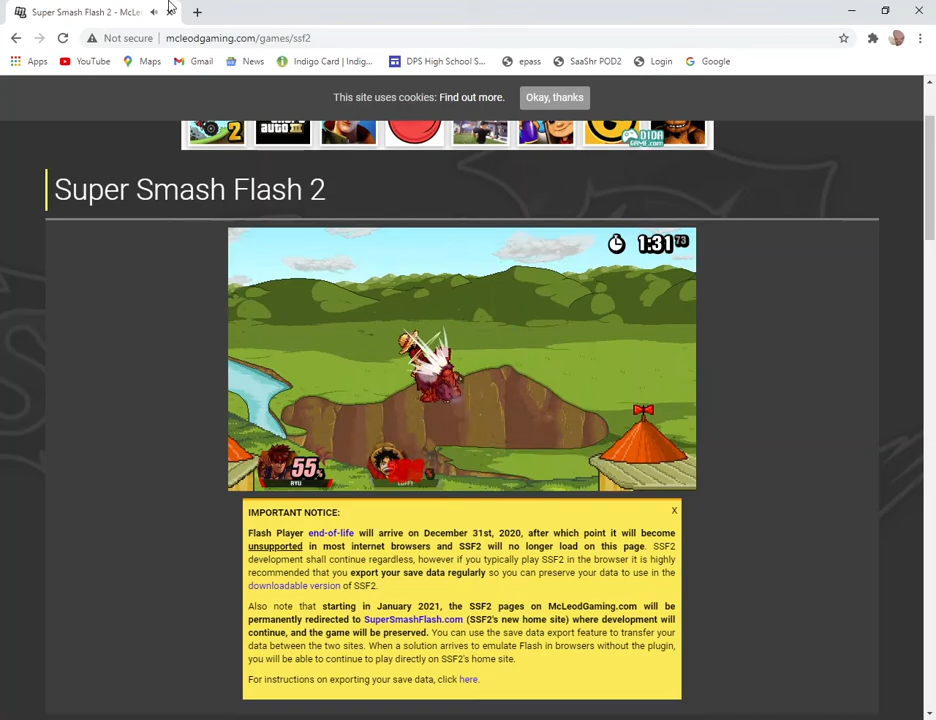 Super Smash Flash 2 - McLe
Not secure mcleodgaming.com/games/ssf2
Apps YouTube Maps Gmail News Indigo Card | Indig... DPS High School S... epass SaaShr POD2 Login Google
This site uses cookies: Find out more. Okay, thanks
DIDA
GAME.com
Super Smash Flash 2
1:31 73
55%
RYU LUFFY
IMPORTANT NOTICE: X
Flash Player end-of-life will arrive on December 31st, 2020, after which point it will become
unsupported in most internet browsers and SSF2 will no longer load on this page. SSF2
development shall continue regardless, however if you typically play SSF2 in the browser it is highly
recommended that you export your save data regularly so you can preserve your data to use in the
downloadable version of SSF2.
Also note that starting in January 2021, the SSF2 pages on McLeodGaming.com will be
permanently redirected to SuperSmashFlash.com (SSF2's new home site) where development will
continue, and the game will be preserved. You can use the save data export feature to transfer your
data between the two sites. When a solution arrives to emulate Flash in browsers without the plugin,
you will be able to continue to play directly on SSF2's home site.
For instructions on exporting your save data, click here.